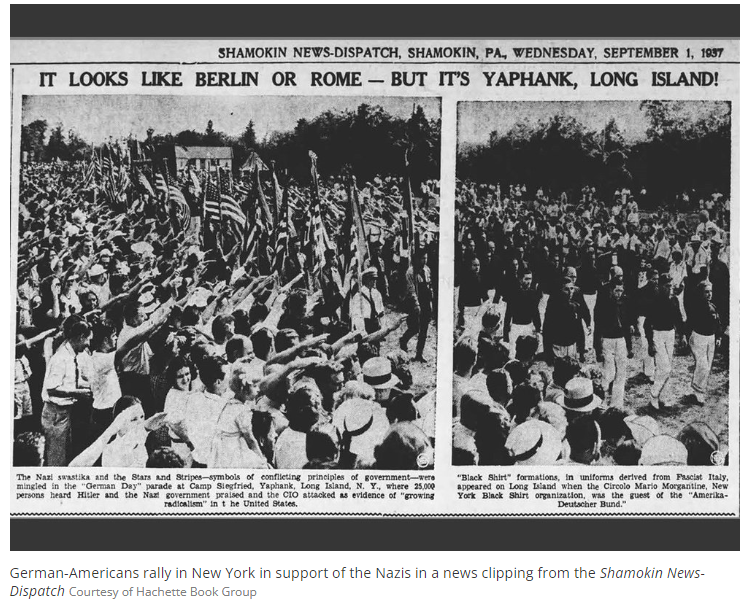 SHAMOKIN NEWS-DISPATCH, SHAMOKIN, PA., WEDNESDAY, SEPTEMBER 1, 1937
IT LOOKS LIKE BERLIN OR ROME — BUT IT'S YAPHANK, LONG ISLAND!
The Nazi swastika and the Stars and Stripes—symbols of conflicting principles of government—were
mingled in the "German Day" parade at Camp Siegfried, Yaphank, Long Island, N. Y., where 25,000
persons heard Hitler and the Nazi government praised and the CIO attacked as evidence of "growing
radicalism" in t he United States.
"Black Shirt" formations, in uniforms derived from Fascist Italy,
appeared on Long Island when the Circolo Mario Morgantine, New
York Black Shirt organization, was the guest of the "Amerika-
Deutscher Bund."
German-Americans rally in New York in support of the Nazis in a news clipping from the Shamokin News-
Dispatch Courtesy of Hachette Book Group